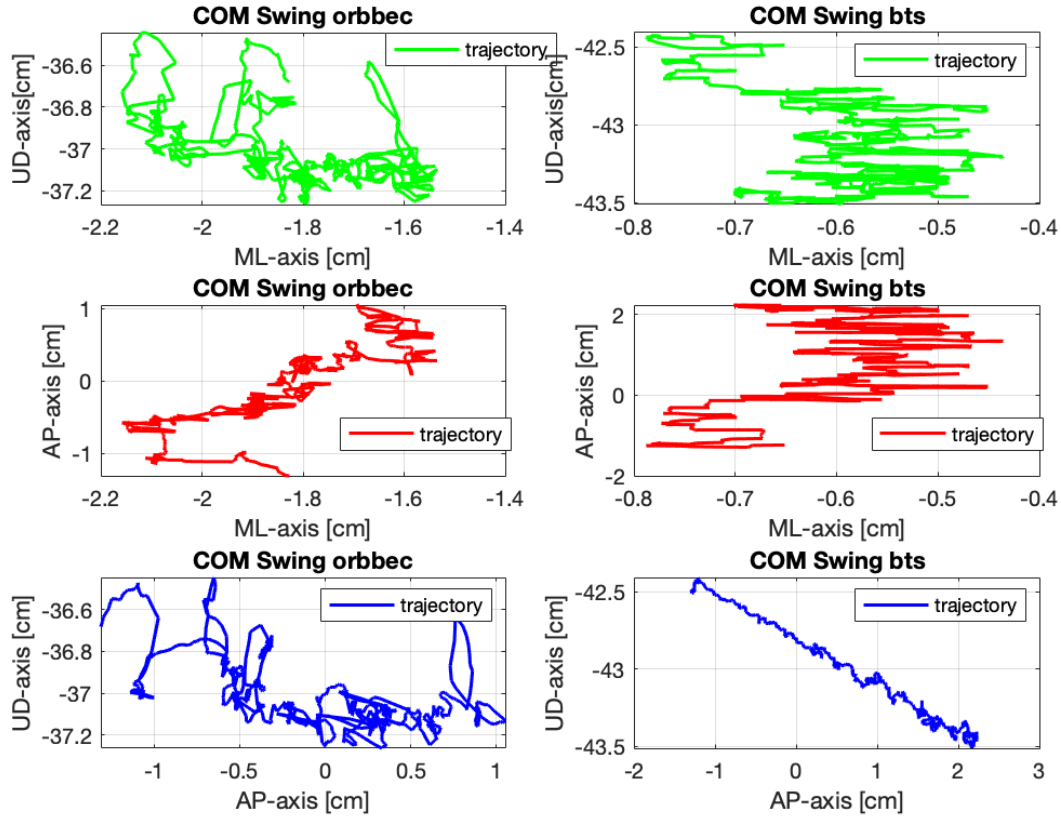 COM Swing orbbec
UD-axis[cm]
-36.6
-36.8
-37
-37.2
trajectory
-2.2
-2
-1.8
-1.6
-1.4
ML-axis [cm]
COM Swing bts
UD-axis[cm]
-42.5
-43
-43.5
trajectory
-0.8
-0.7
-0.6
-0.5
-0.4
ML-axis [cm]
COM Swing orbbec
AP-axis [cm]
1
0
-1
trajectory
-2.2
-2
-1.8
-1.6
-1.4
ML-axis [cm]
COM Swing bts
AP-axis [cm]
2
0
-2
trajectory
-0.8
-0.7
-0.6
-0.5
-0.4
ML-axis [cm]
COM Swing orbbec
UD-axis [cm]
-36.6
-36.8
-37
-37.2
trajectory
-1
-0.5
0
0.5
1
AP-axis [cm]
COM Swing bts
UD-axis [cm]
-42.5
-43
-43.5
trajectory
-2
-1
0
1
2
3
AP-axis [cm]